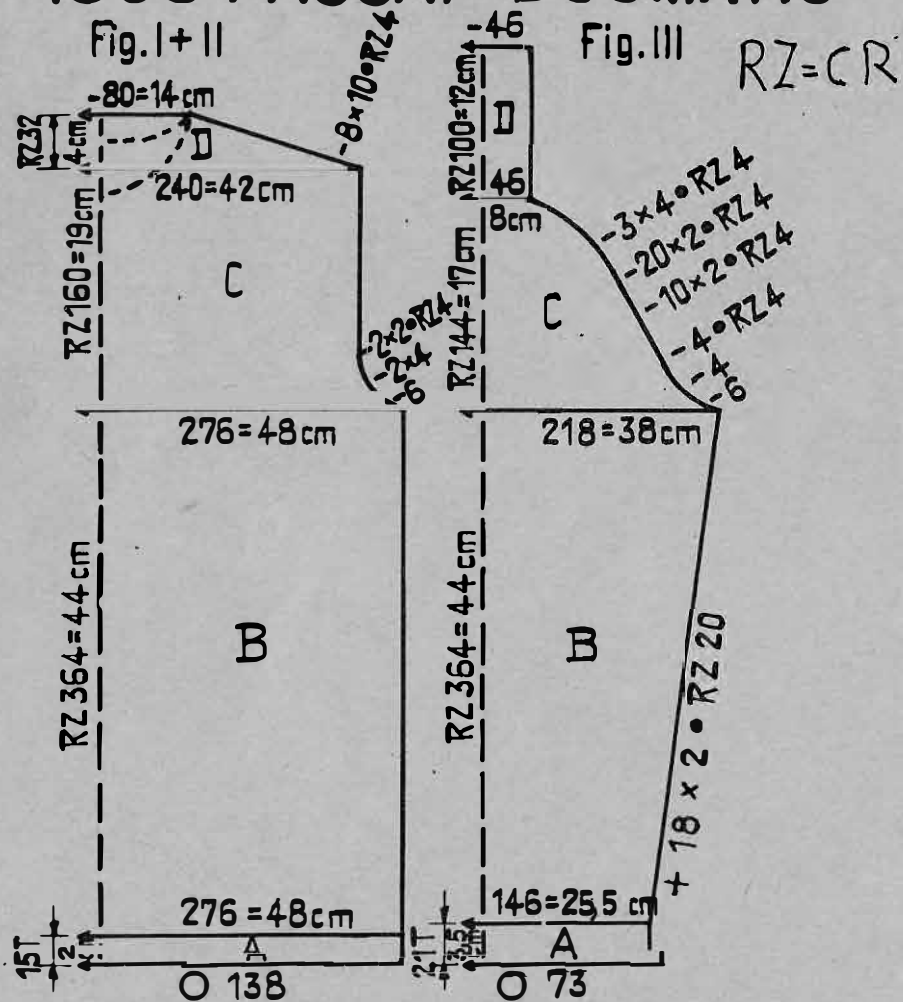 Fig. I + II
Fig. III
RZ=CR
-80=14cm
-8×10•RZ4
RZ32
4cm
D
240=42cm
RZ160=19cm
C
-2×2•RZ4
-2×4
-6
276=48cm
RZ364=44cm
B
276=48cm
15T
2
A
O 138
-46
RZ100=12cm
D
46
8cm
-3×4•RZ4
-20×2•RZ4
-10×2•RZ4
-4•RZ4
-4
-6
RZ144=17cm
C
218=38cm
RZ364=44cm
B
+18×2•RZ20
146=25,5 cm
21T
3,5
A
O 73